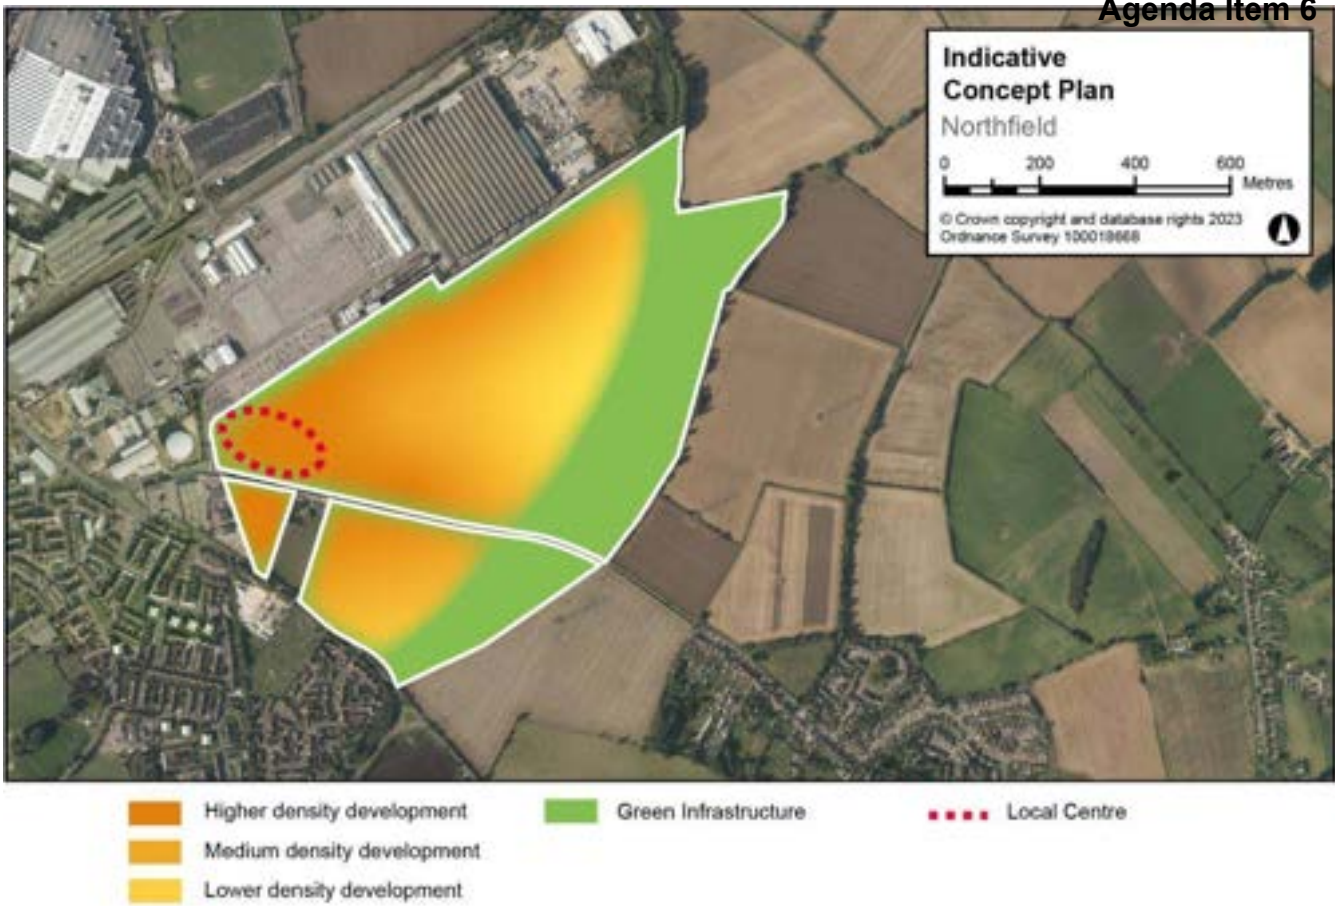 Agenda Item 6
Indicative
Concept Plan
Northfield
0 200 400 600
Metres
© Crown copyright and database rights 2023
Ordnance Survey 100018668
Higher density development
Medium density development
Lower density development
Green Infrastructure
Local Centre